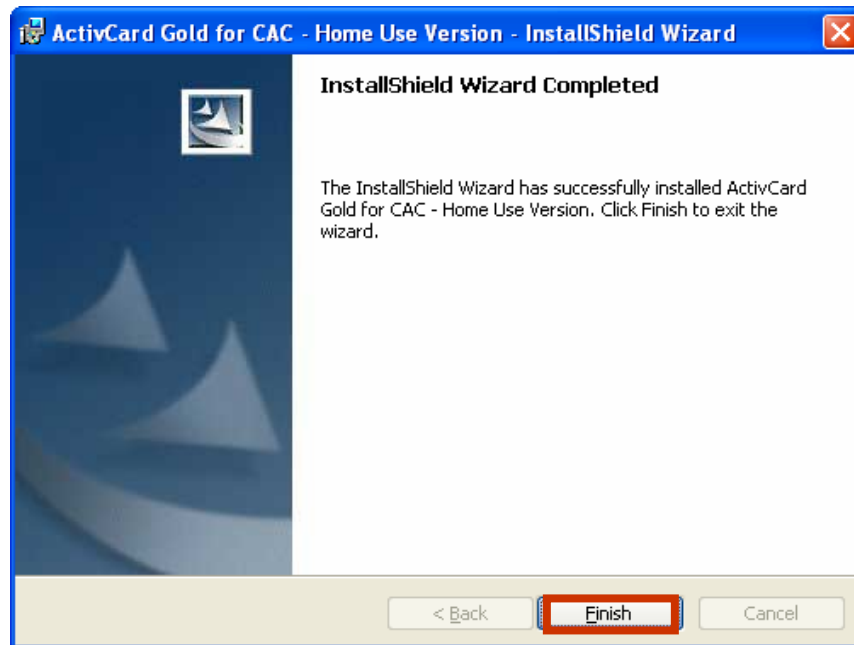 ActivCard Gold for CAC - Home Use Version - InstallShield Wizard
InstallShield Wizard Completed
The InstallShield Wizard has successfully installed ActivCard
Gold for CAC - Home Use Version. Click Finish to exit the
wizard.
< Back Finish Cancel